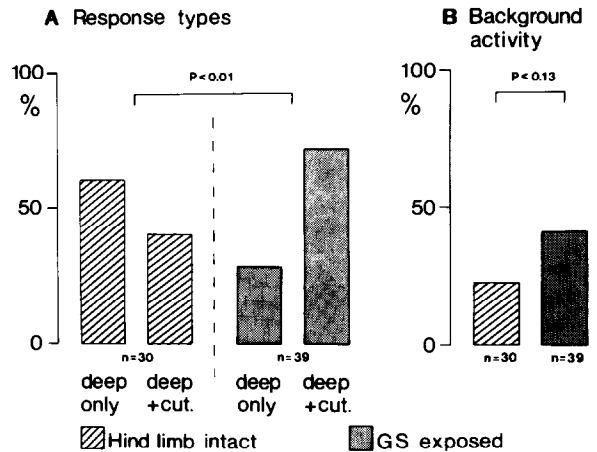 A Response types
B Background
activity
100
%
50
0
P<0.01
n=30
n=39
deep
only
deep
+cut.
deep
only
deep
+cut.
100
%
50
0
P<0.13
n=30
n=39
Hind limb intact
GS exposed